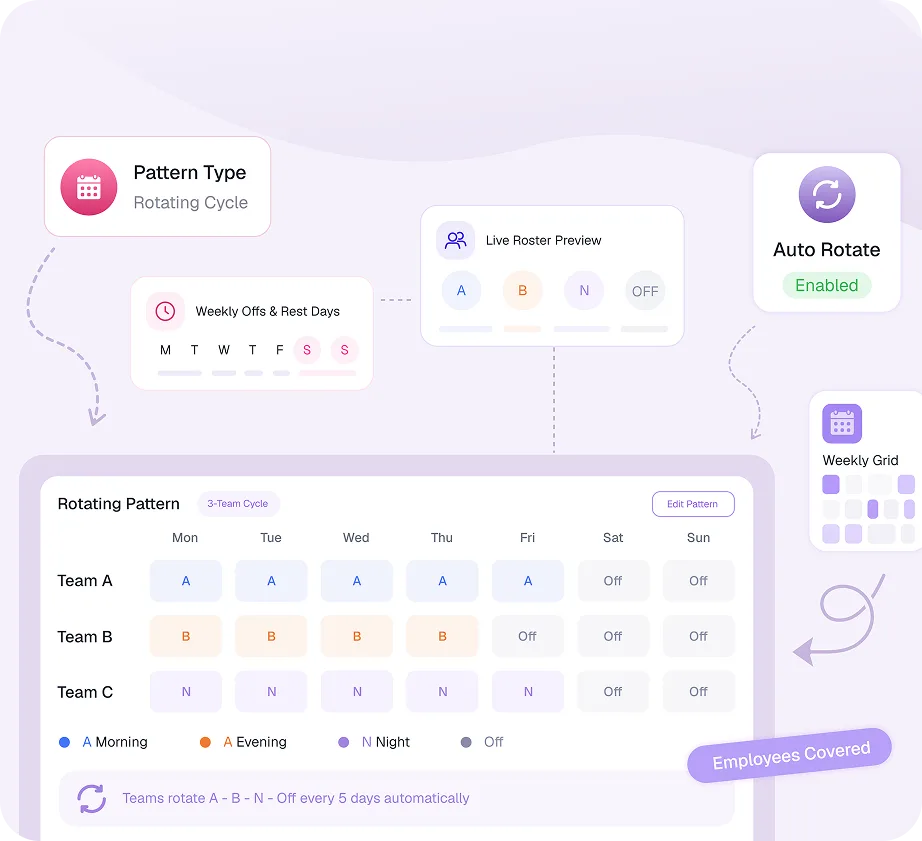 Pattern Type
Rotating Cycle
Auto Rotate
Enabled
Live Roster Preview
A B N OFF
Weekly Offs & Rest Days
M T W T F S S
Weekly Grid
Rotating Pattern 3-Team Cycle Edit Pattern
Mon Tue Wed Thu Fri Sat Sun
Team A A A A A A Off Off
Team B B B B B Off Off Off
Team C N N N N N Off Off
A Morning A Evening N Night Off
Employees Covered
Teams rotate A - B - N - Off every 5 days automatically